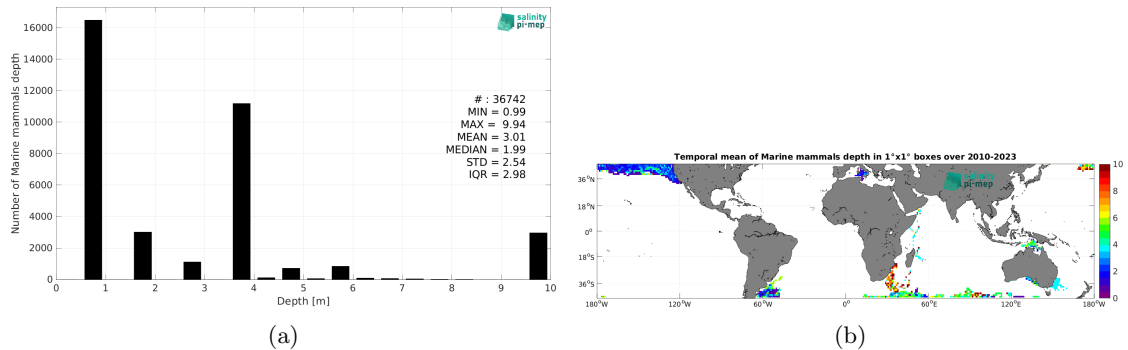 salinity
pi-mep
Number of Marine mammals depth
16000
14000
12000
10000
8000
6000
4000
2000
0
# : 36742
MIN = 0.99
MAX = 9.94
MEAN = 3.01
MEDIAN = 1.99
STD = 2.54
IQR = 2.98
0 1 2 3 4 5 6 7 8 9 10
Depth [m]
(a)
Temporal mean of Marine mammals depth in 1°x1° boxes over 2010-2023
salinity
pi-mep
36°N
18°N
0°
18°S
36°S
180°W 120°W 60°W 0° 60°E 120°E 180°W
10
8
6
4
2
0
(b)